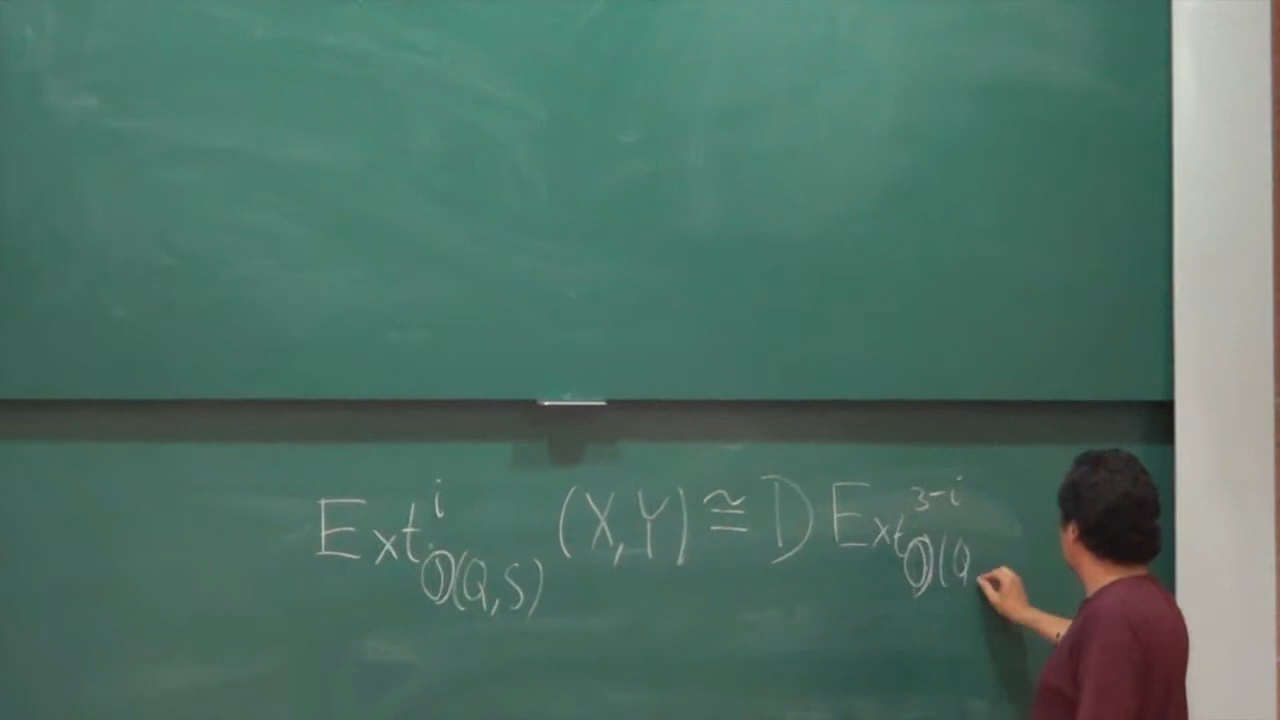 Ext^i_{𝒥(Q,S)} (X,Y) ≅ D Ext^{3-i}_{𝒥(Q